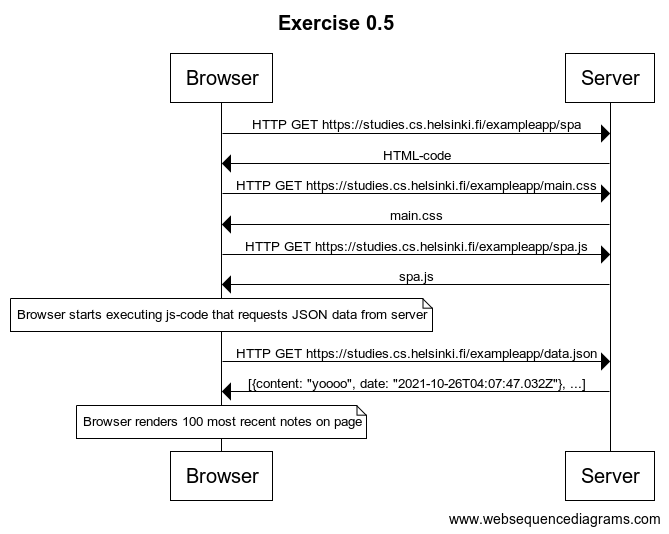 Exercise 0.5
Browser
Server
HTTP GET https://studies.cs.helsinki.fi/exampleapp/spa
HTML-code
HTTP GET https://studies.cs.helsinki.fi/exampleapp/main.css
main.css
HTTP GET https://studies.cs.helsinki.fi/exampleapp/spa.js
spa.js
Browser starts executing js-code that requests JSON data from server
HTTP GET https://studies.cs.helsinki.fi/exampleapp/data.json
[{content: "yoooo", date: "2021-10-26T04:07:47.032Z"}, ...]
Browser renders 100 most recent notes on page
Browser
Server
www.websequencediagrams.com